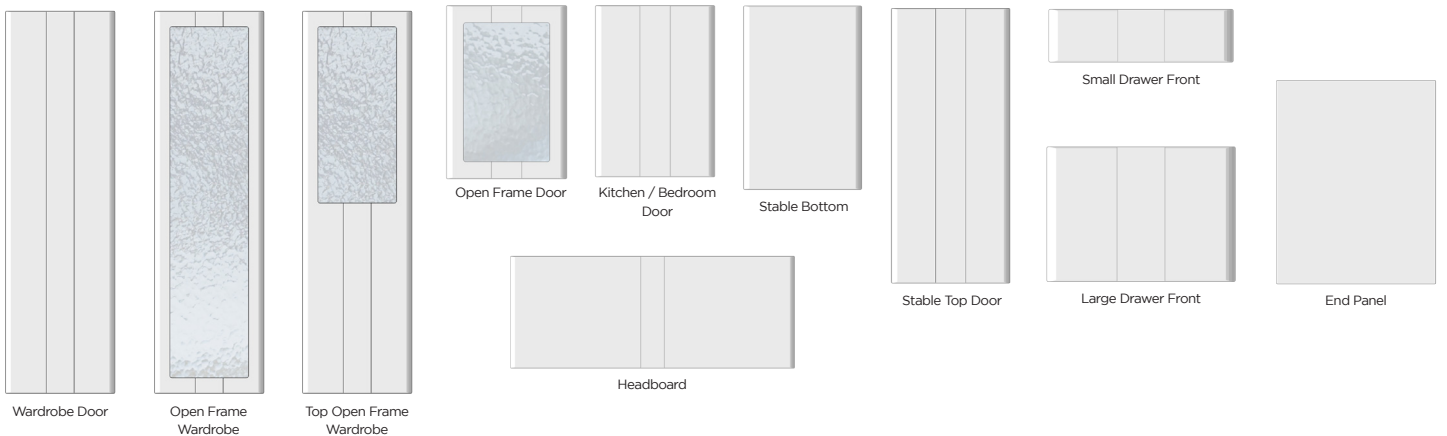 Wardrobe Door
Open Frame
Wardrobe
Top Open Frame
Wardrobe
Open Frame Door
Kitchen / Bedroom
Door
Stable Bottom
Headboard
Stable Top Door
Small Drawer Front
Large Drawer Front
End Panel